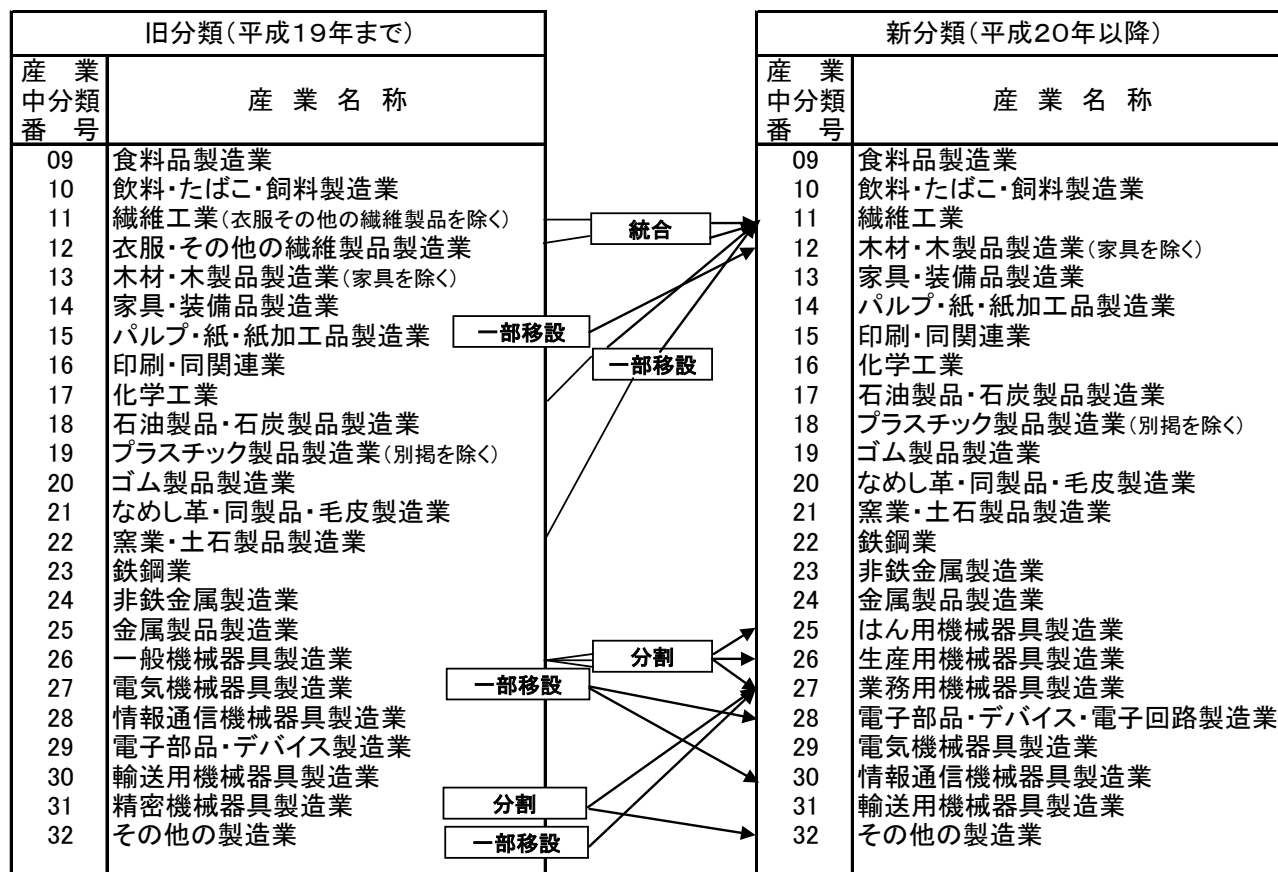 旧分類(平成19年まで)
産　業
中分類
番　号
産 業 名 称
09 食料品製造業
10 飲料・たばこ・飼料製造業
11 繊維工業(衣服その他の繊維製品を除く)
12 衣服・その他の繊維製品製造業
13 木材・木製品製造業(家具を除く)
14 家具・装備品製造業
15 パルプ・紙・紙加工品製造業
16 印刷・同関連業
17 化学工業
18 石油製品・石炭製品製造業
19 プラスチック製品製造業(別掲を除く)
20 ゴム製品製造業
21 なめし革・同製品・毛皮製造業
22 窯業・土石製品製造業
23 鉄鋼業
24 非鉄金属製造業
25 金属製品製造業
26 一般機械器具製造業
27 電気機械器具製造業
28 情報通信機械器具製造業
29 電子部品・デバイス製造業
30 輸送用機械器具製造業
31 精密機械器具製造業
32 その他の製造業
統合
一部移設
一部移設
分割
一部移設
分割
一部移設
新分類(平成20年以降)
産　業
中分類
番　号
産 業 名 称
09 食料品製造業
10 飲料・たばこ・飼料製造業
11 繊維工業
12 木材・木製品製造業(家具を除く)
13 家具・装備品製造業
14 パルプ・紙・紙加工品製造業
15 印刷・同関連業
16 化学工業
17 石油製品・石炭製品製造業
18 プラスチック製品製造業(別掲を除く)
19 ゴム製品製造業
20 なめし革・同製品・毛皮製造業
21 窯業・土石製品製造業
22 鉄鋼業
23 非鉄金属製造業
24 金属製品製造業
25 はん用機械器具製造業
26 生産用機械器具製造業
27 業務用機械器具製造業
28 電子部品・デバイス・電子回路製造業
29 電気機械器具製造業
30 情報通信機械器具製造業
31 輸送用機械器具製造業
32 その他の製造業